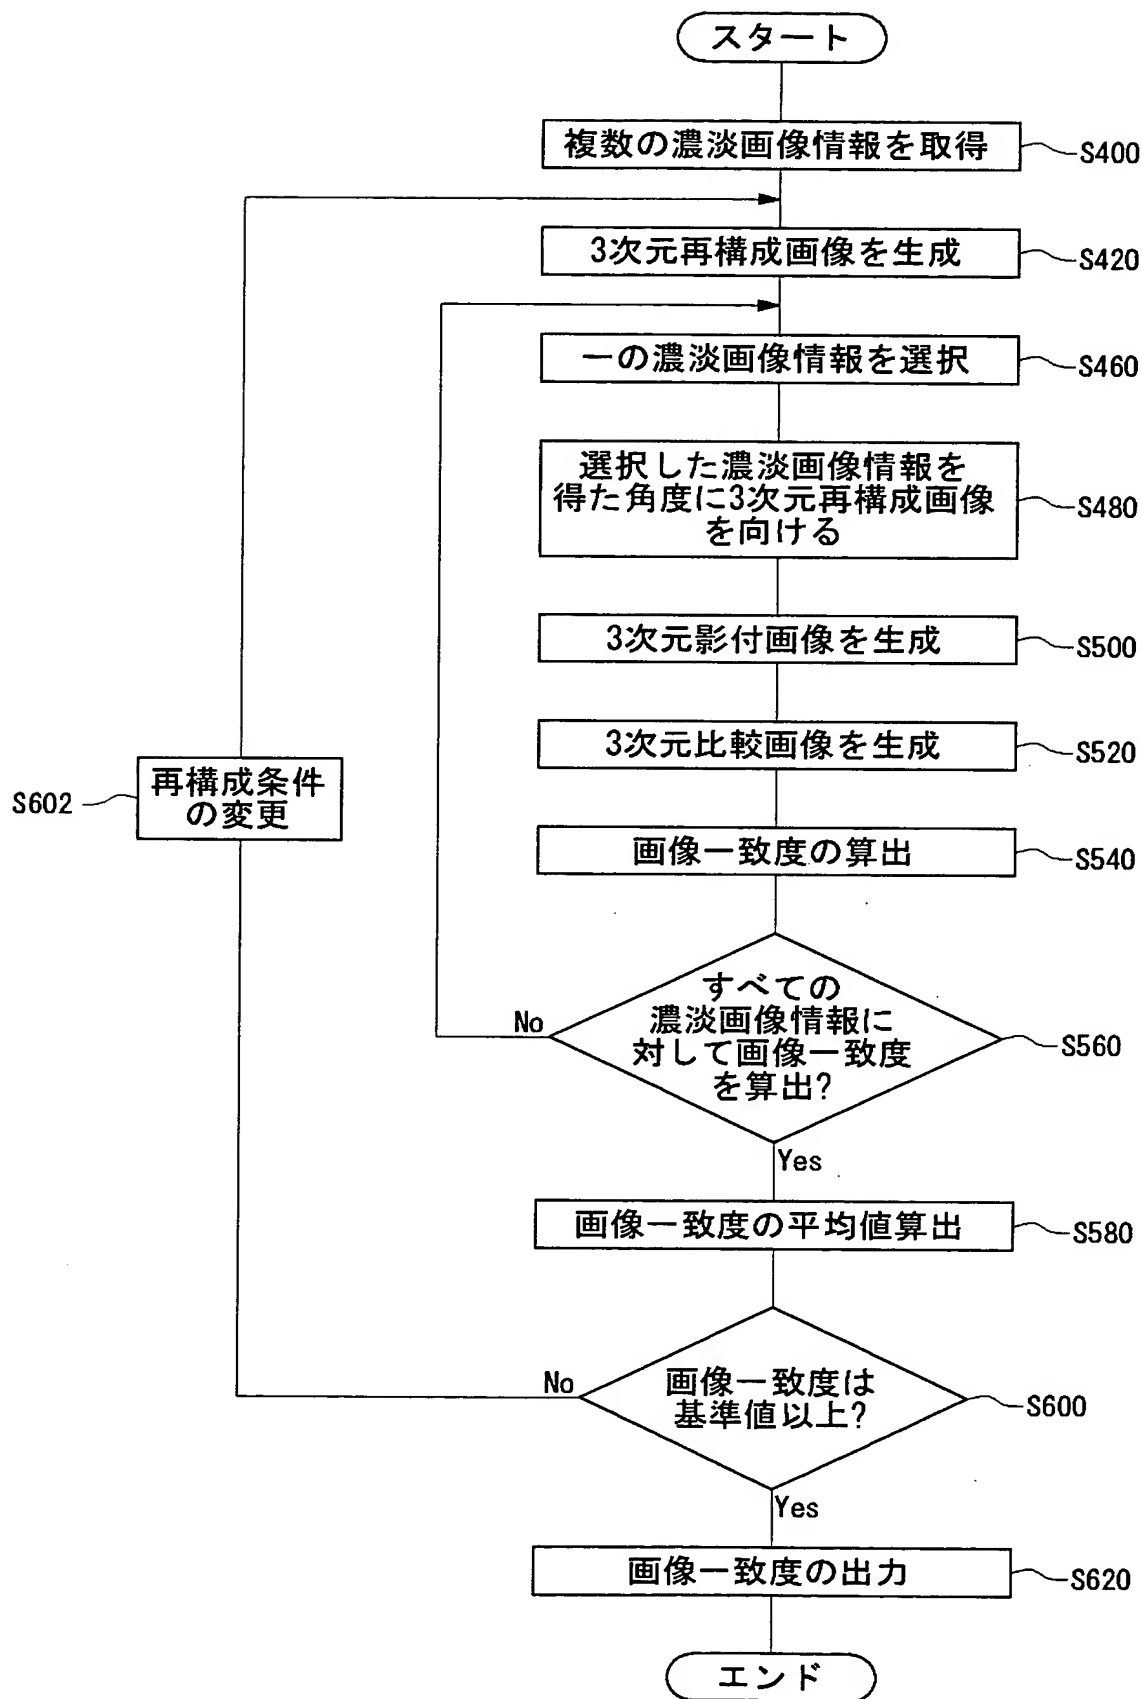 スタート
複数の濃淡画像情報を取得
S400
3次元再構成画像を生成
S420
一の濃淡画像情報を選択
S460
選択した濃淡画像情報を
得た角度に3次元再構成画像
を向ける
S480
3次元影付画像を生成
S500
3次元比較画像を生成
S520
再構成条件
の変更
S602
画像一致度の算出
S540
すべての
濃淡画像情報に
対して画像一致度
を算出?
No
S560
Yes
画像一致度の平均値算出
S580
画像一致度は
基準値以上?
No
S600
Yes
画像一致度の出力
S620
エンド